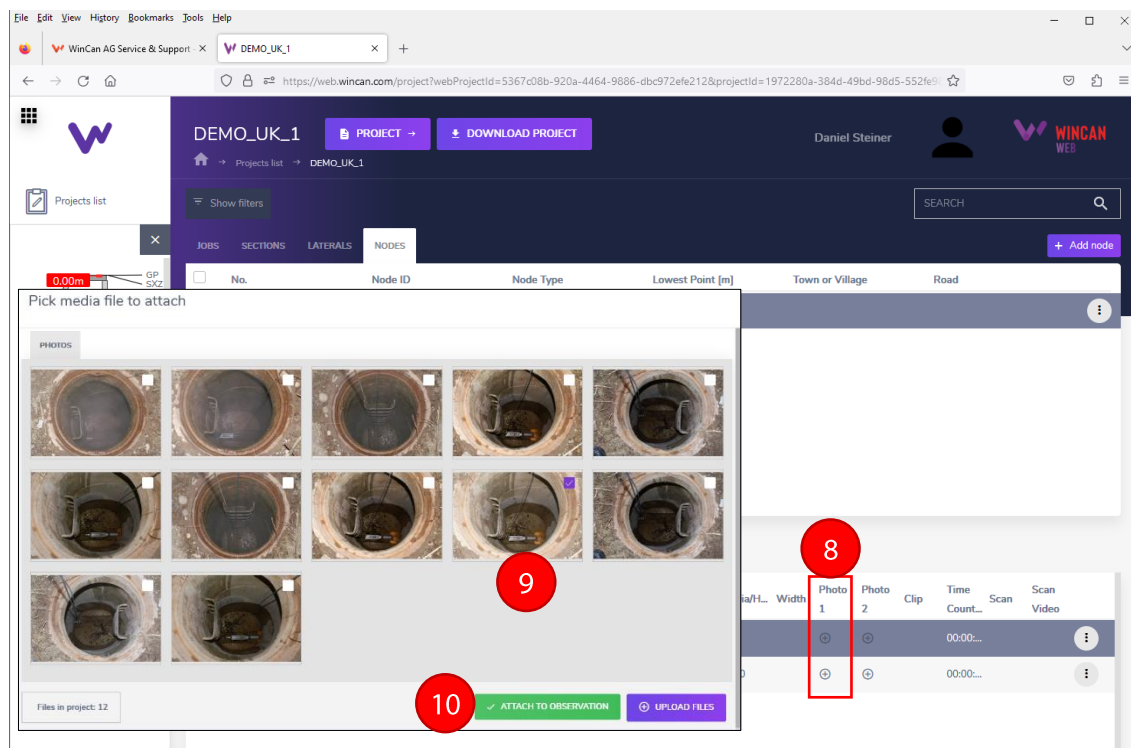 File Edit View History Bookmarks Tools Help
WinCan AG Service & Support - × DEMO_UK_1 × +
https://web.wincan.com/project?webProjectId=5367c08b-920a-4464-9886-dbc972efe212&projectId=1972280a-384d-49bd-98d5-552fe9
DEMO_UK_1 PROJECT → DOWNLOAD PROJECT Daniel Steiner WINCAN WEB
→ Projects list → DEMO_UK_1
Projects list Show filters SEARCH
JOBS SECTIONS LATERALS NODES + Add node
0.00m GP
SXZ
No. Node ID Node Type Lowest Point [m] Town or Village Road
Pick media file to attach
PHOTOS
8
9
ia/H... Width Photo 1 Photo 2 Clip Time Count... Scan Scan Video
00:00:...
0 00:00:...
Files in project: 12 10 ATTACH TO OBSERVATION UPLOAD FILES